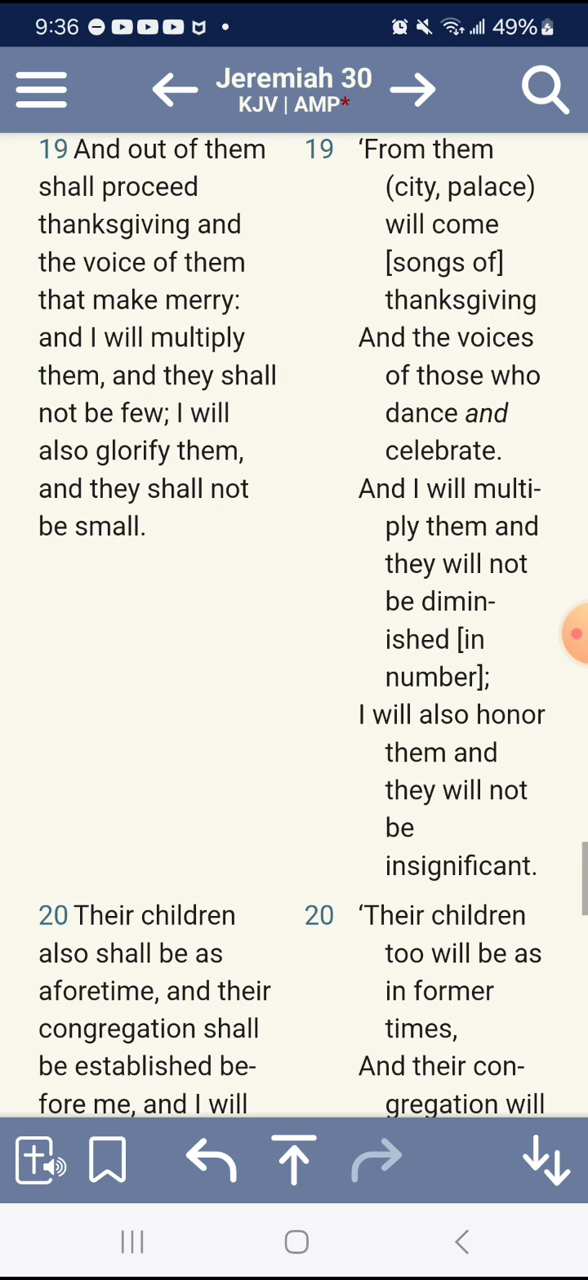 9:36
49%
Jeremiah 30
KJV | AMP*
19 And out of them
shall proceed
thanksgiving and
the voice of them
that make merry:
and I will multiply
them, and they shall
not be few; I will
also glorify them,
and they shall not
be small.
19 ‘From them
(city, palace)
will come
[songs of]
thanksgiving
And the voices
of those who
dance and
celebrate.
And I will multi-
ply them and
they will not
be dimin-
ished [in
number];
I will also honor
them and
they will not
be
insignificant.
20 Their children
also shall be as
aforetime, and their
congregation shall
be established be-
fore me, and I will
20 ‘Their children
too will be as
in former
times,
And their con-
gregation will